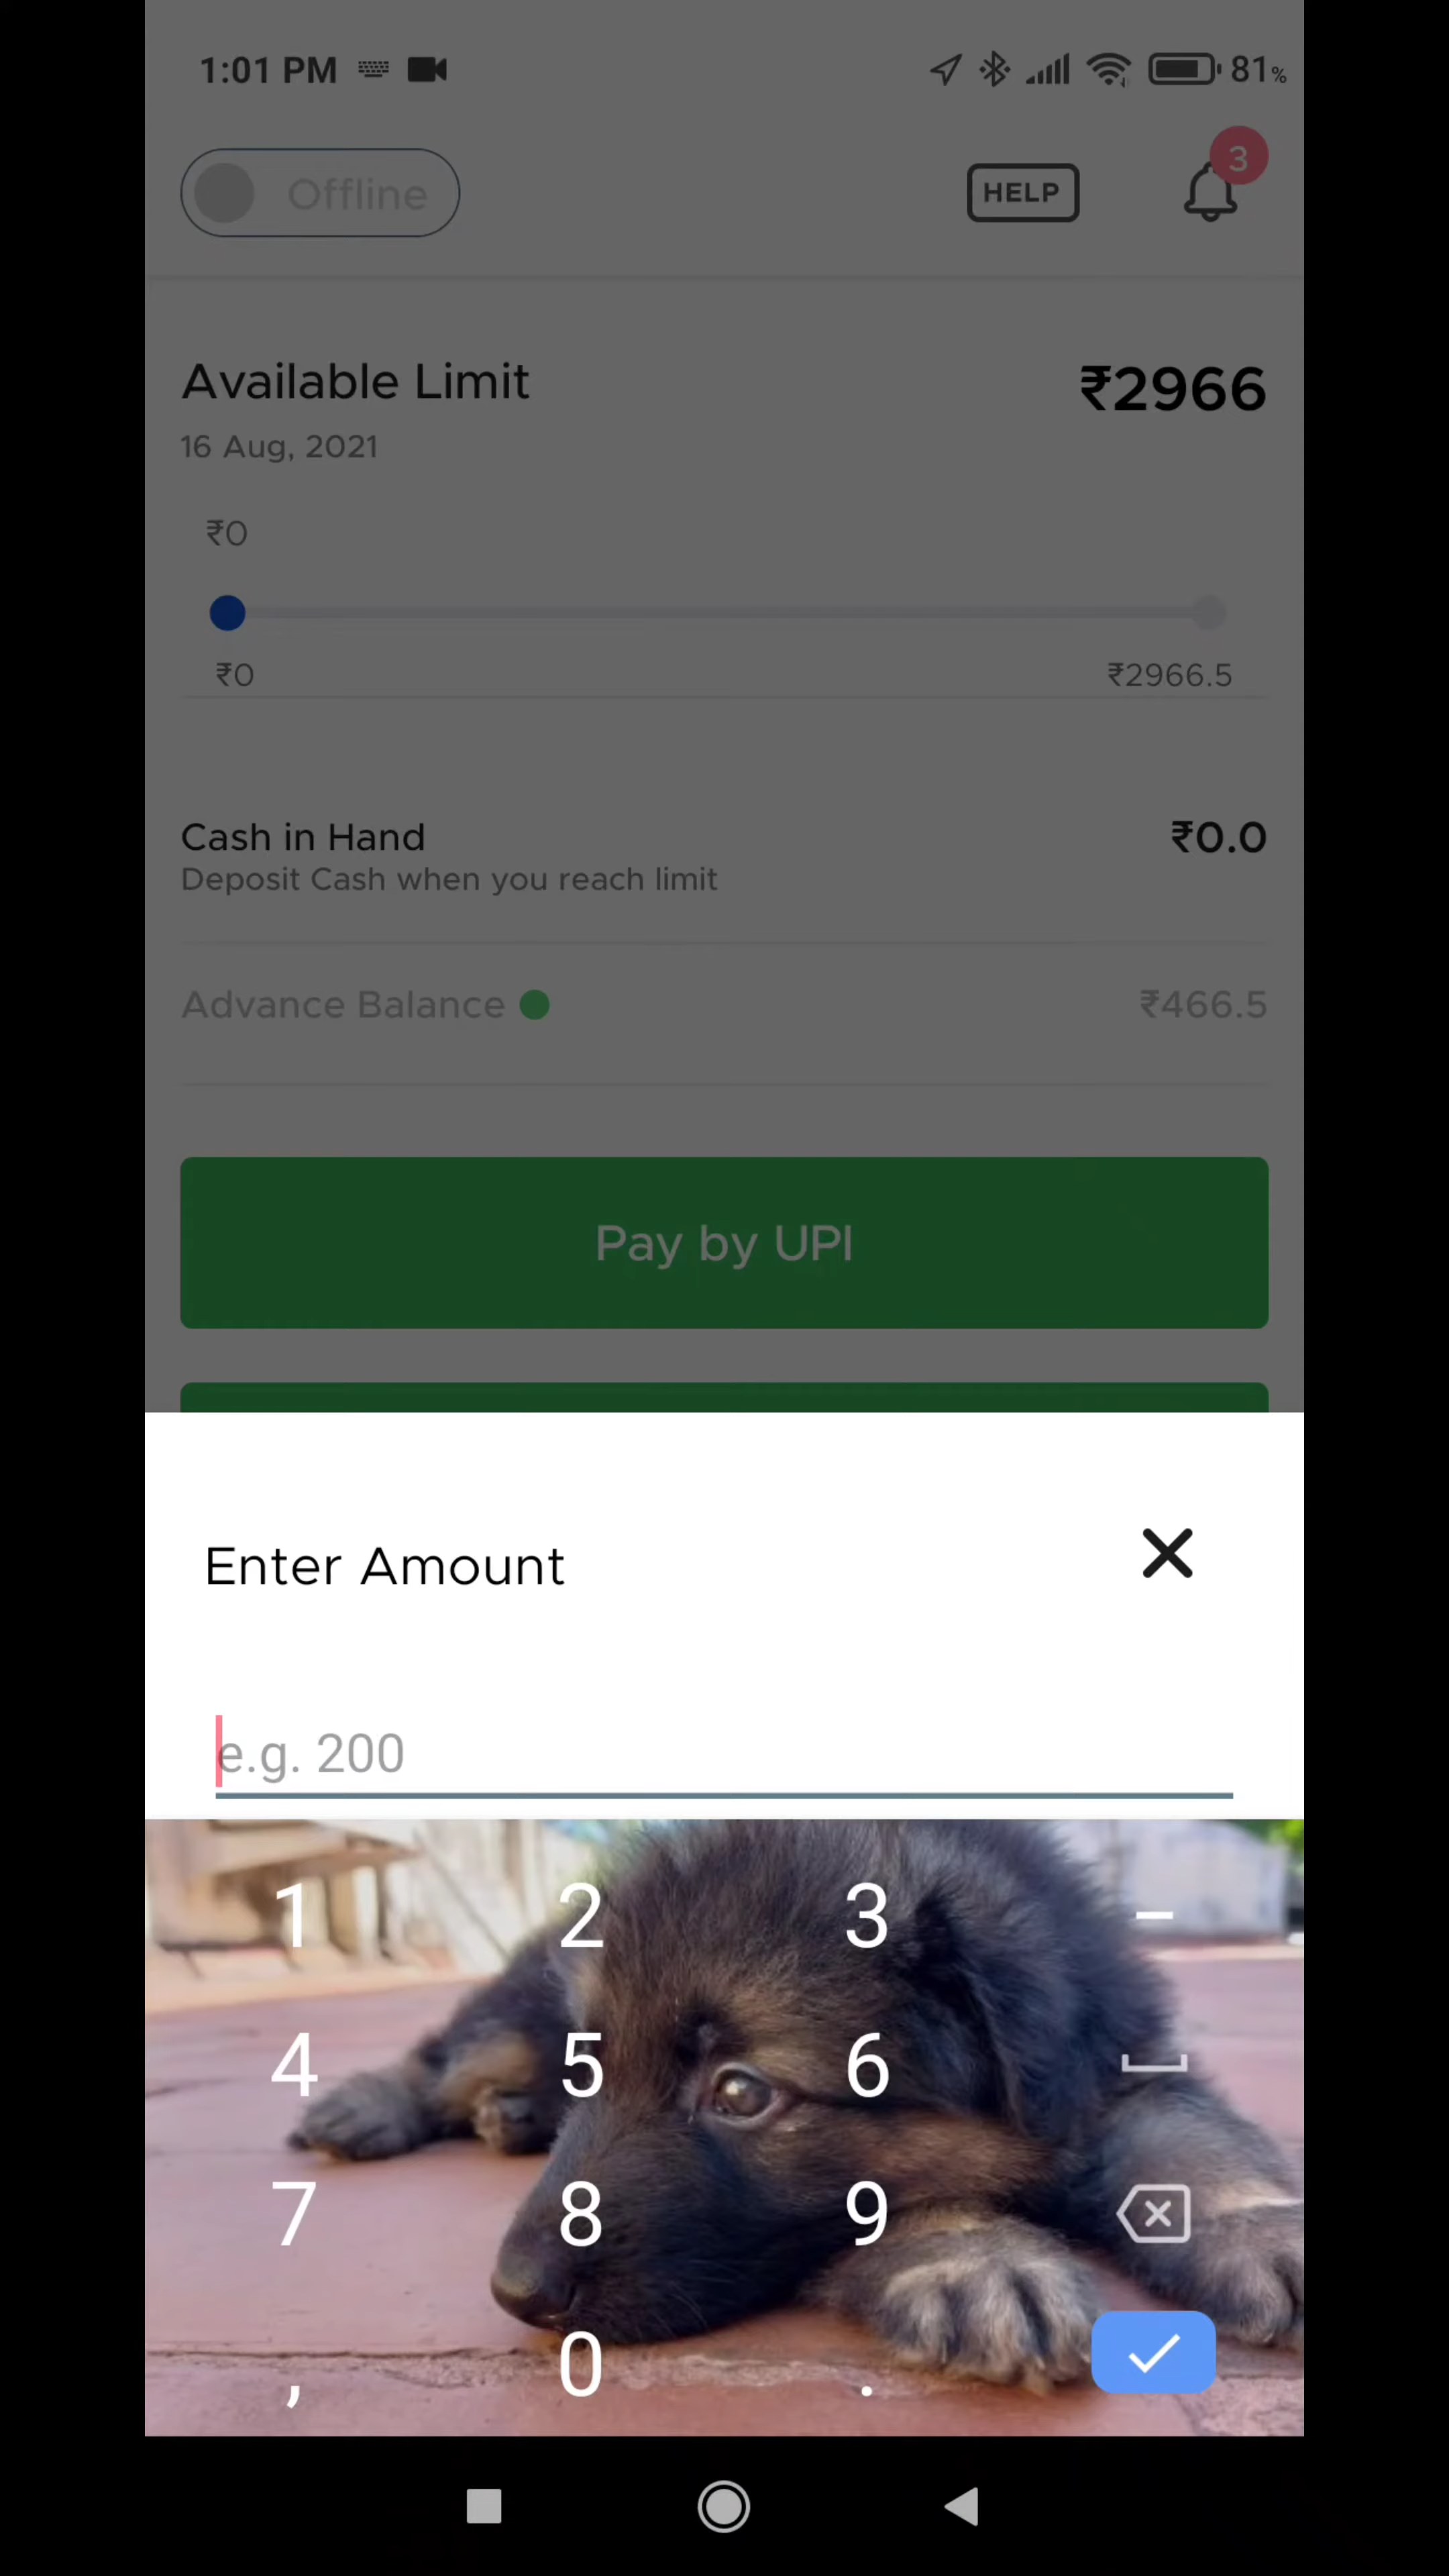 1:01 PM 81%
Offline HELP 3
Available Limit ₹2966
16 Aug, 2021
₹0
₹0 ₹2966.5
Cash in Hand ₹0.0
Deposit Cash when you reach limit
Advance Balance ₹466.5
Pay by UPI
Enter Amount
e.g. 200
1 2 3 -
4 5 6
7 8 9
, 0 .